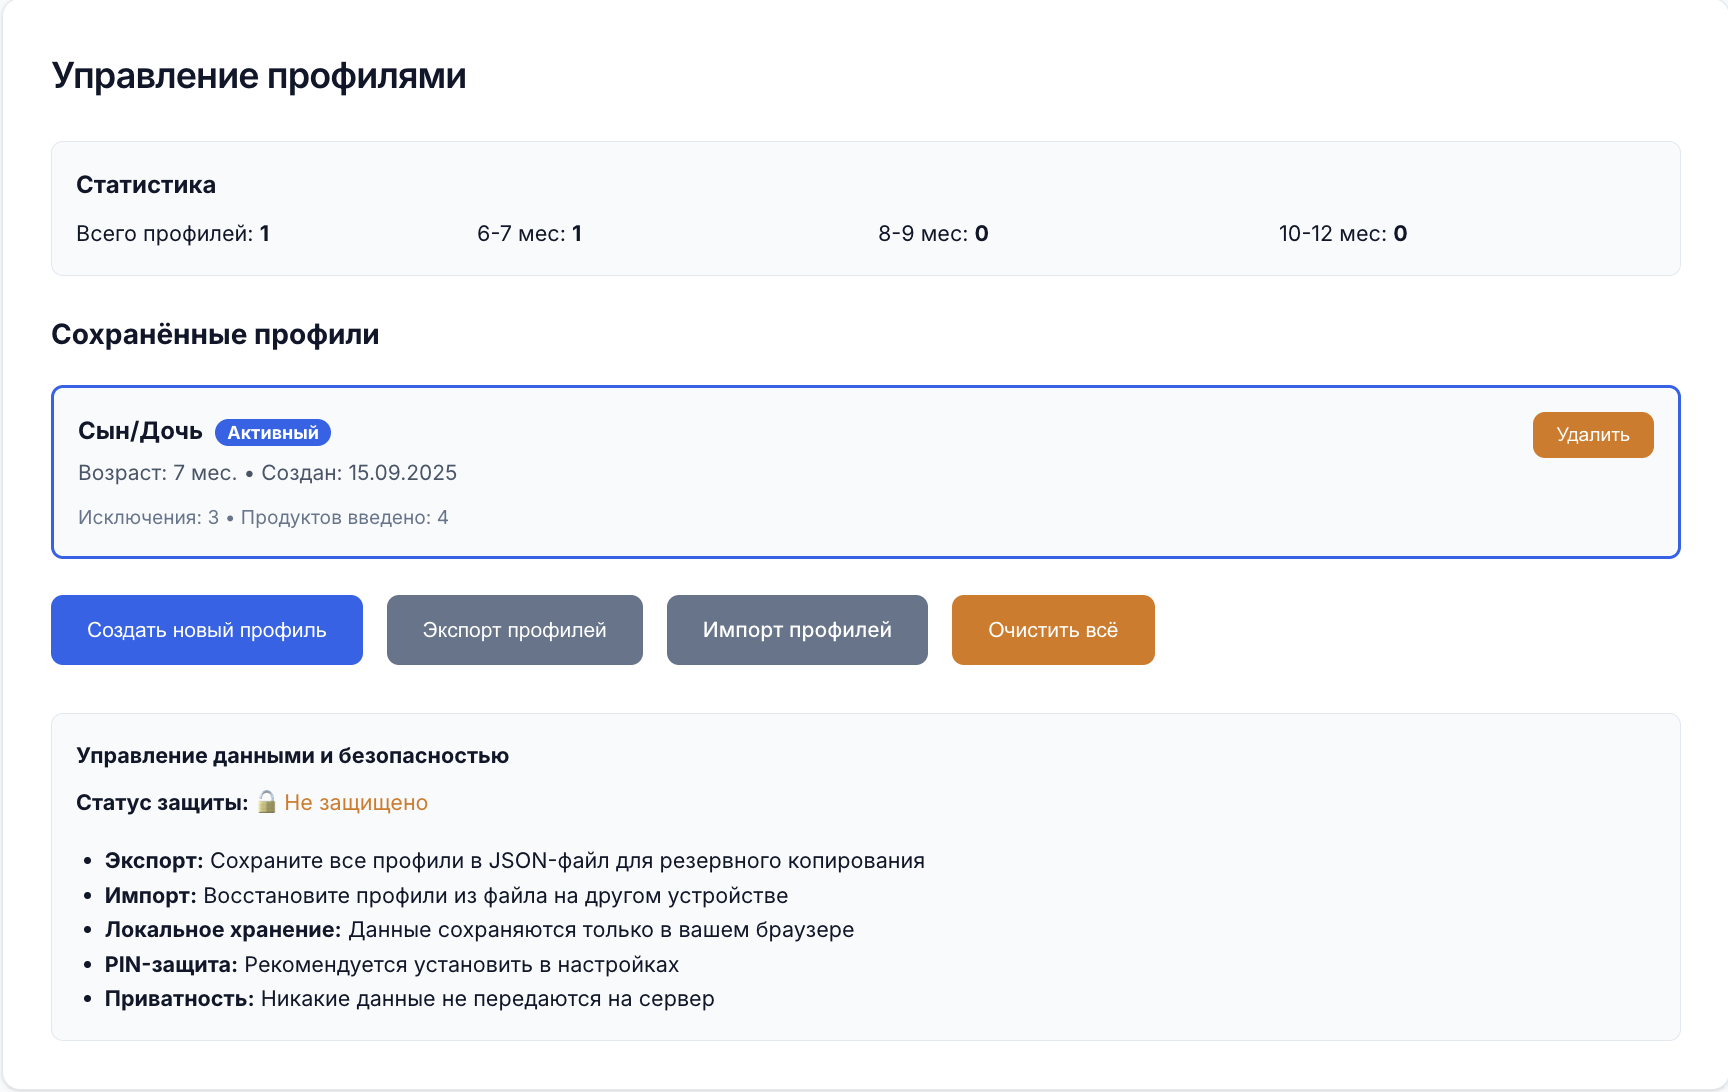 Управление профилями
Статистика
Всего профилей: 1 6-7 мес: 1 8-9 мес: 0 10-12 мес: 0
Сохранённые профили
Сын/Дочь Активный Удалить
Возраст: 7 мес. • Создан: 15.09.2025
Исключения: 3 • Продуктов введено: 4
Создать новый профиль Экспорт профилей Импорт профилей Очистить всё
Управление данными и безопасностью
Статус защиты: 🔓 Не защищено
• Экспорт: Сохраните все профили в JSON-файл для резервного копирования
• Импорт: Восстановите профили из файла на другом устройстве
• Локальное хранение: Данные сохраняются только в вашем браузере
• PIN-защита: Рекомендуется установить в настройках
• Приватность: Никакие данные не передаются на сервер